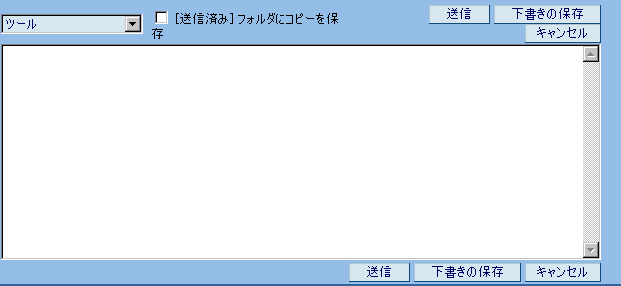 ツール
[送信済み]フォルダにコピーを保
存
送信
下書きの保存
キャンセル
送信
下書きの保存
キャンセル